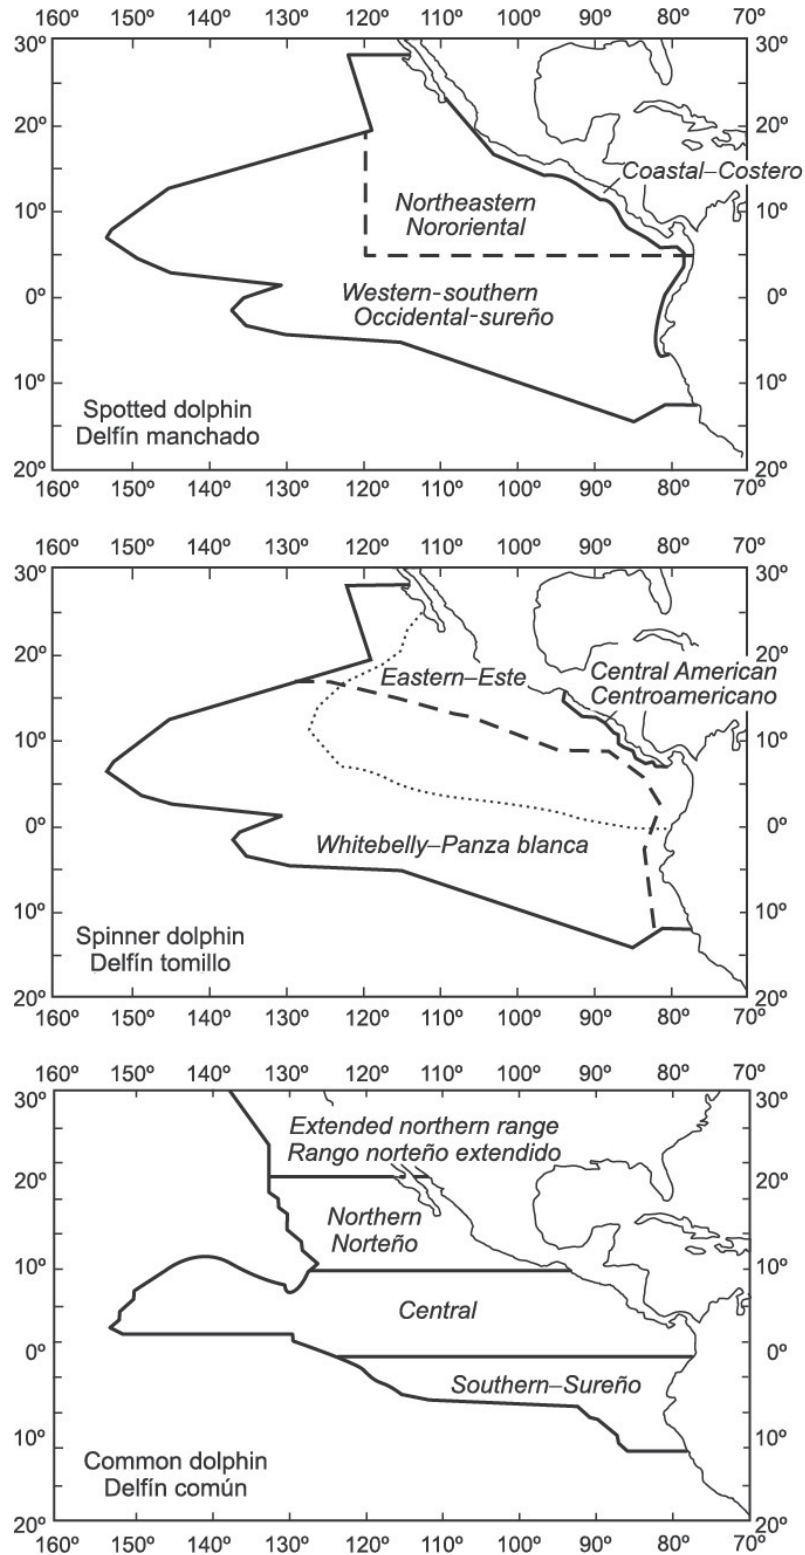 160º 150º 140º 130º 120º 110º 100º 90º 80º 70º
30º 30º
20º 20º
Coastal–Costero
Northeastern
Nororiental
10º 10º
Western-southern
Occidental-sureño
0º 0º
10º 10º
Spotted dolphin
Delfín manchado
20º 20º
160º 150º 140º 130º 120º 110º 100º 90º 80º 70º
160º 150º 140º 130º 120º 110º 100º 90º 80º 70º
30º 30º
20º 20º
Eastern–Este
Central American
Centroamericano
10º 10º
0º 0º
Whitebelly–Panza blanca
10º 10º
Spinner dolphin
Delfín tornillo
20º 20º
160º 150º 140º 130º 120º 110º 100º 90º 80º 70º
160º 150º 140º 130º 120º 110º 100º 90º 80º 70º
30º 30º
Extended northern range
Rango norteño extendido
20º 20º
Northern
Norteño
10º 10º
Central
0º 0º
Southern–Sureño
10º 10º
Common dolphin
Delfín común
20º 20º
160º 150º 140º 130º 120º 110º 100º 90º 80º 70º